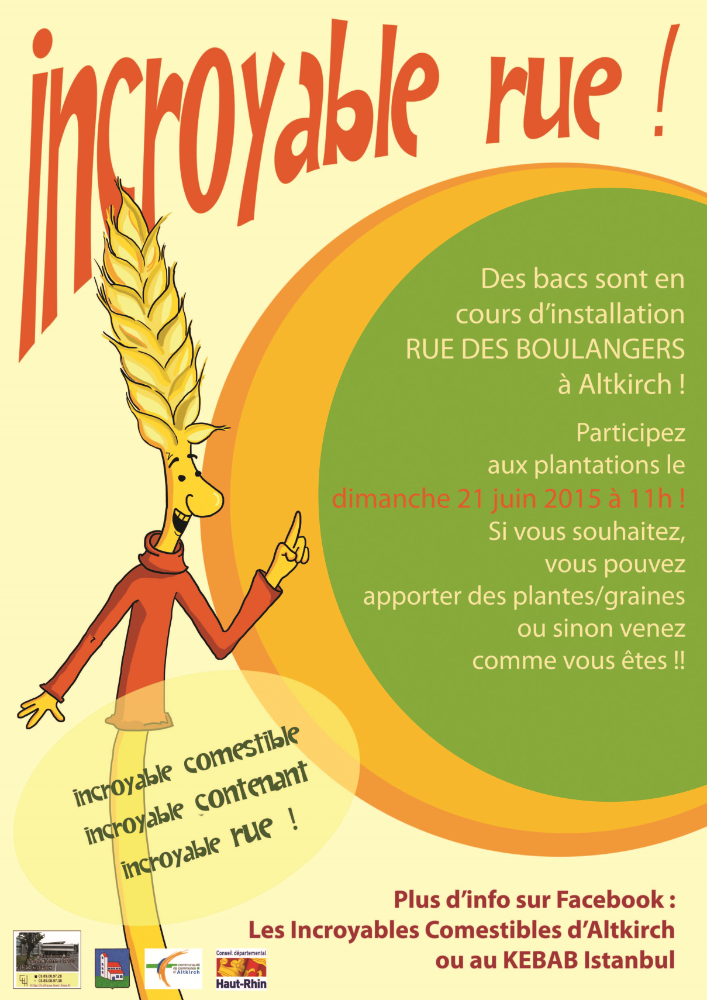 incroyable rue !
Des bacs sont en
cours d’installation
RUE DES BOULANGERS
à Altkirch !
Participez
aux plantations le
dimanche 21 juin 2015 à 11h !
Si vous souhaitez,
vous pouvez
apporter des plantes/graines
ou sinon venez
comme vous êtes !!
incroyable comestible
incroyable contenant
incroyable rue !
Plus d’info sur Facebook :
Les Incroyables Comestibles d’Altkirch
ou au KEBAB Istanbul
03.89.08.97.28
03.89.08.97.38
http://college.herr.free.fr
communauté
de communes
d'Altkirch
Conseil départemental
Haut-Rhin